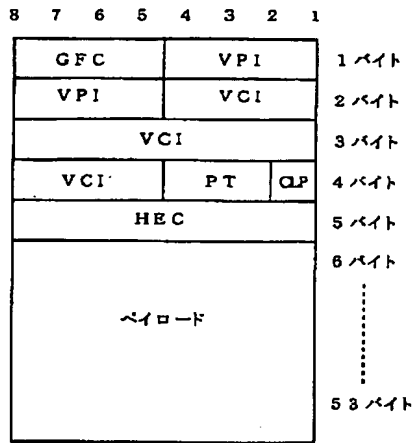 8 7 6 5 4 3 2 1
GFC VPI 1バイト
VPI VCI 2バイト
VCI 3バイト
VCI PT CLP 4バイト
HEC 5バイト
6バイト
ペイロード
53バイト